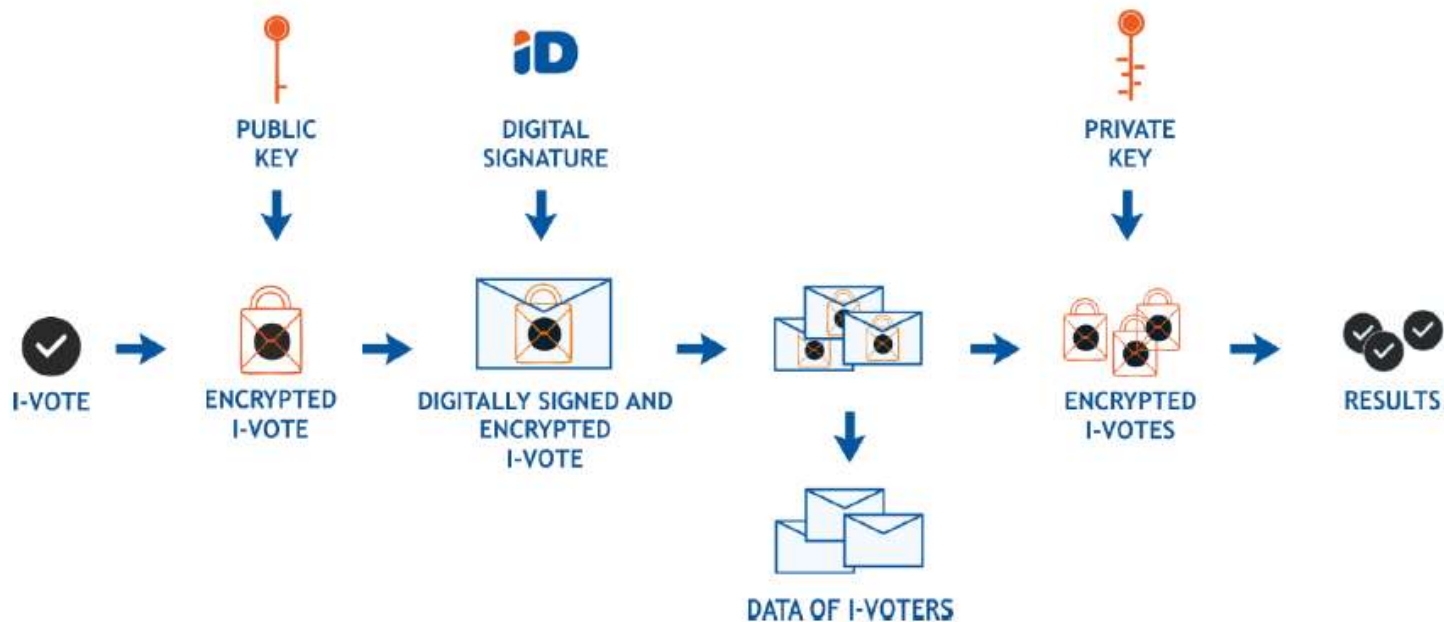 iD
PUBLIC
KEY
DIGITAL
SIGNATURE
PRIVATE
KEY
I-VOTE
ENCRYPTED
I-VOTE
DIGITALLY SIGNED AND
ENCRYPTED
I-VOTE
ENCRYPTED
I-VOTES
RESULTS
DATA OF I-VOTERS